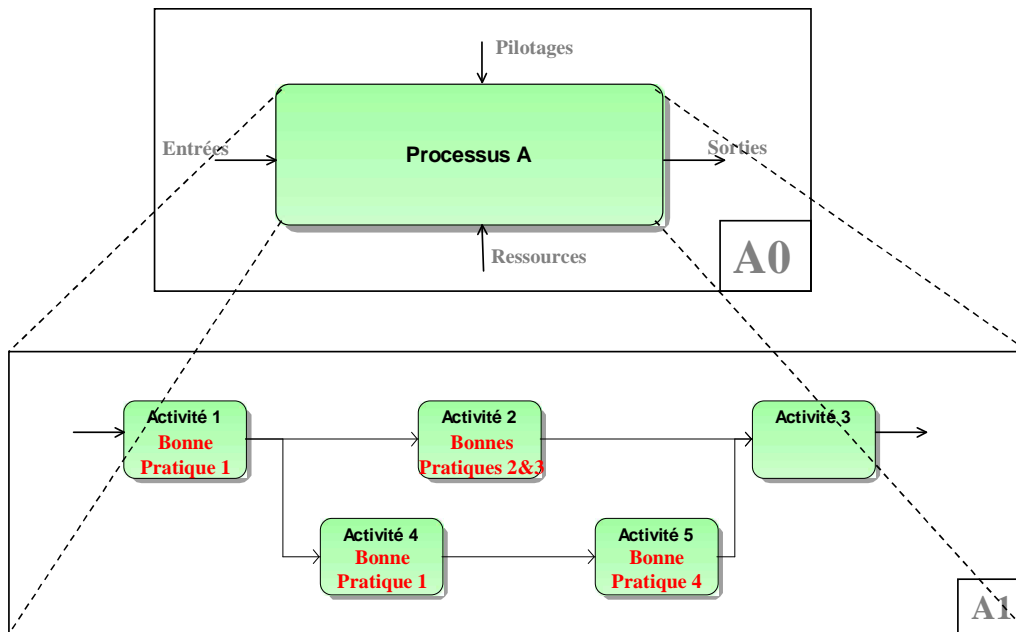 Pilotages
Entrées
Processus A
Sorties
Ressources
A0
Activité 1
Bonne
Pratique 1
Activité 2
Bonnes
Pratiques 2&3
Activité 3
Activité 4
Bonne
Pratique 1
Activité 5
Bonne
Pratique 4
A1